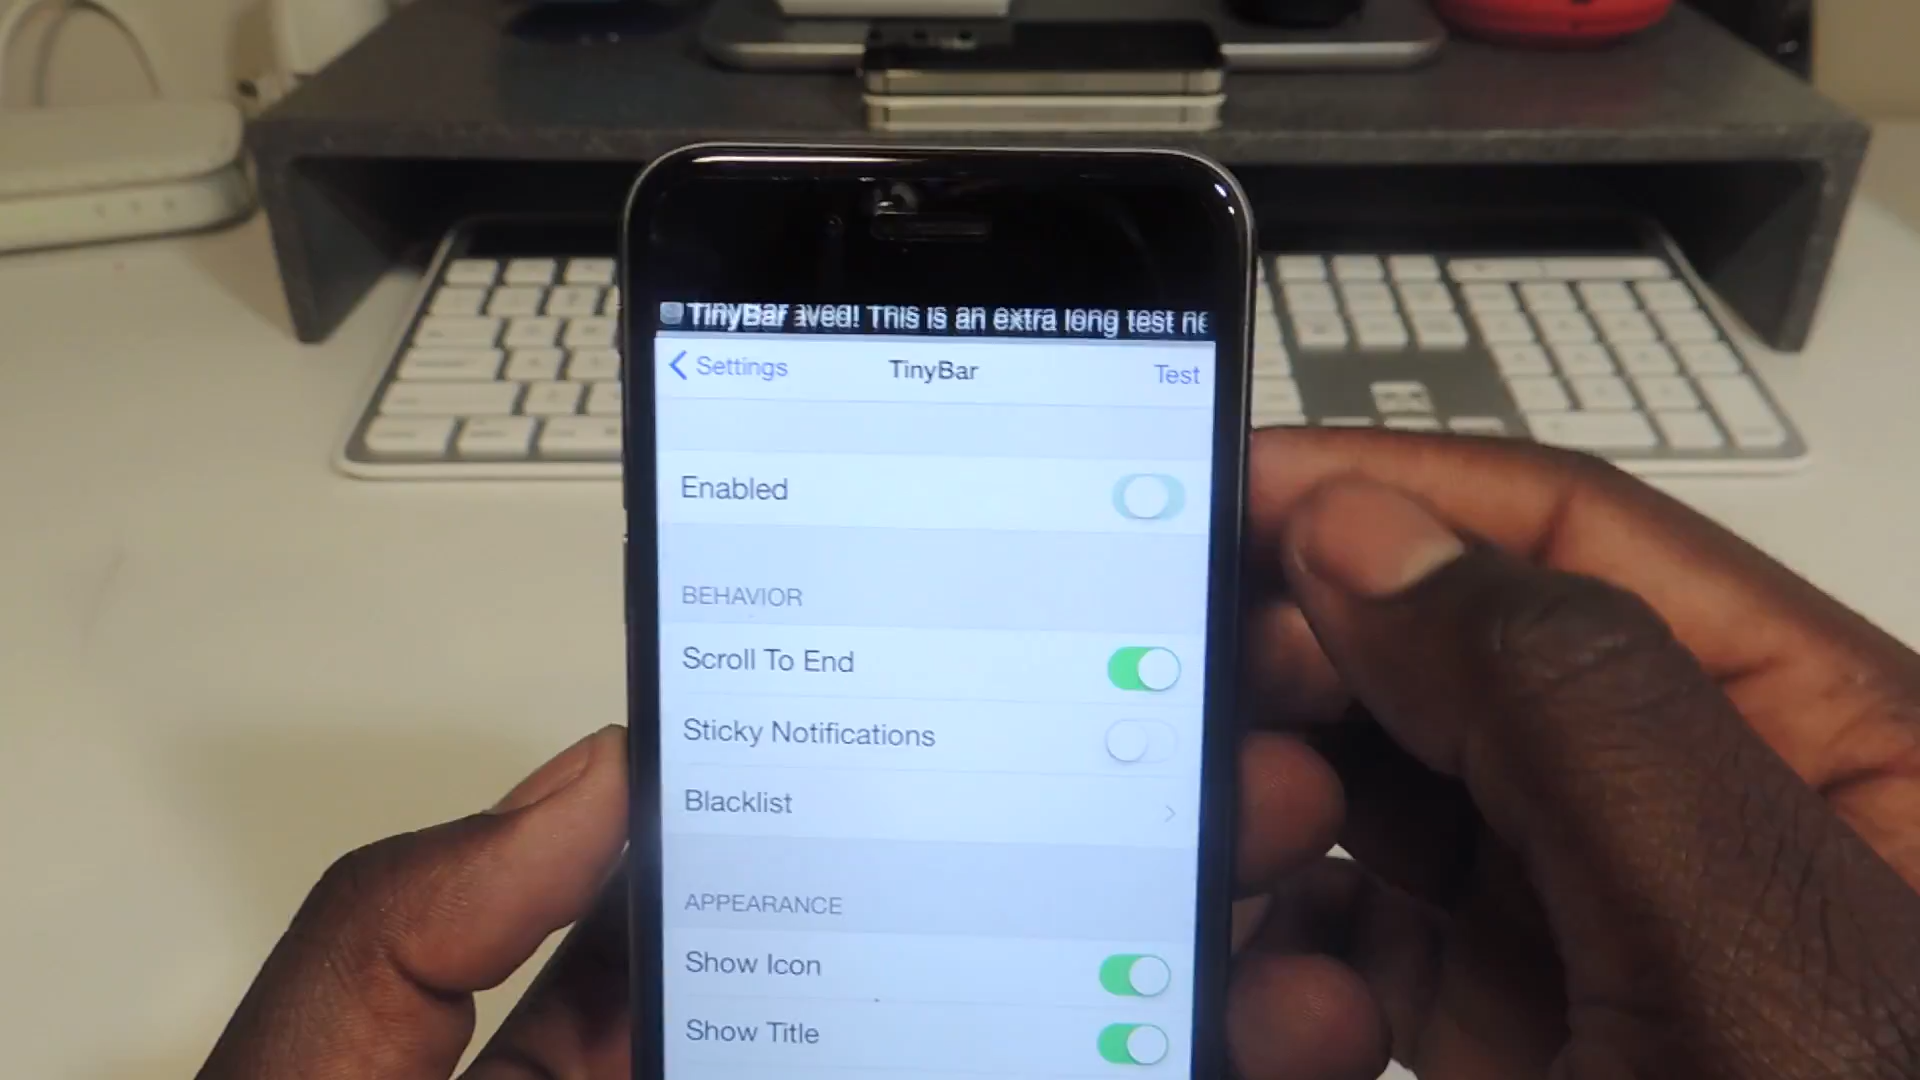 TinyBar aved! This is an extra long test ne
Settings TinyBar Test
Enabled
BEHAVIOR
Scroll To End
Sticky Notifications
Blacklist
APPEARANCE
Show Icon
Show Title